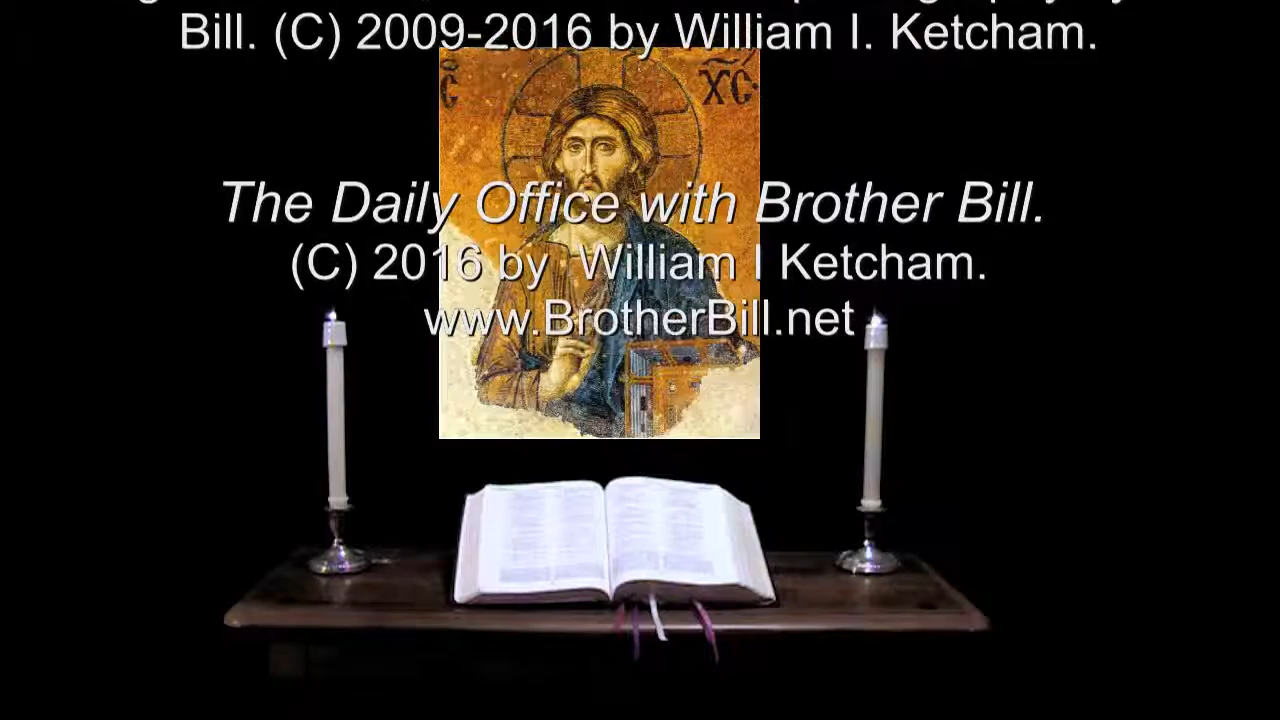 Bill. (C) 2009-2016 by William I. Ketcham.
C̅ X̅C
The Daily Office with Brother Bill.
(C) 2016 by William I Ketcham.
www.BrotherBill.net